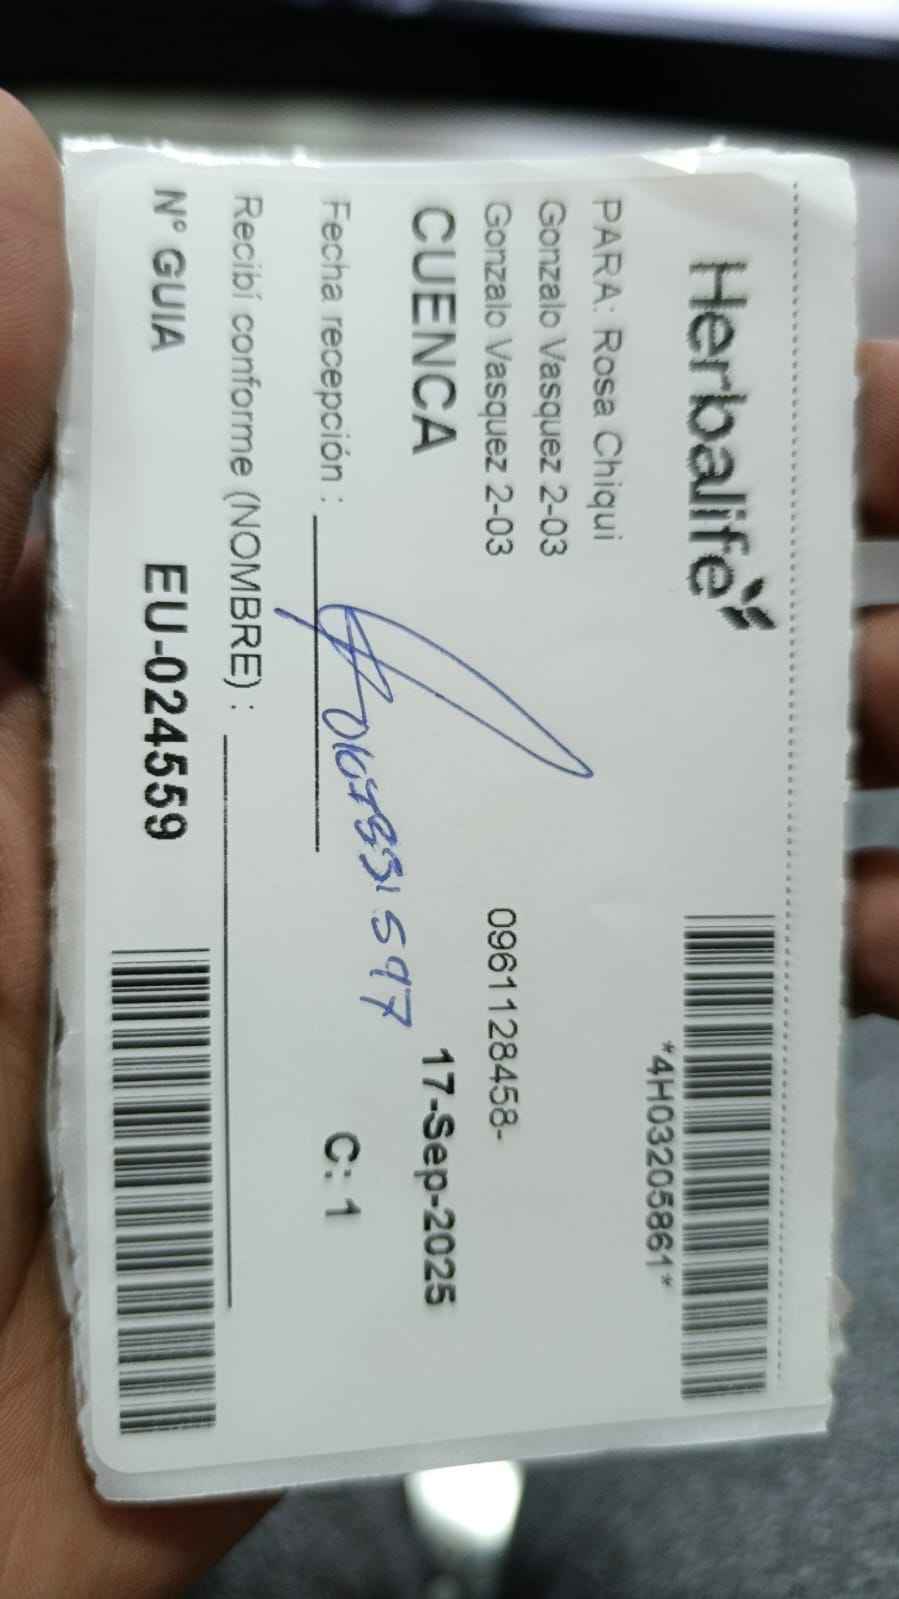 Herbalife
*4H03205861*
PARA: Rosa Chiqui
Gonzalo Vasquez 2-03
Gonzalo Vasquez 2-03
0961128458-
CUENCA
17-Sep-2025
Fecha recepción :
C: 1
Recibí conforme (NOMBRE) :
N° GUIA
EU-024559